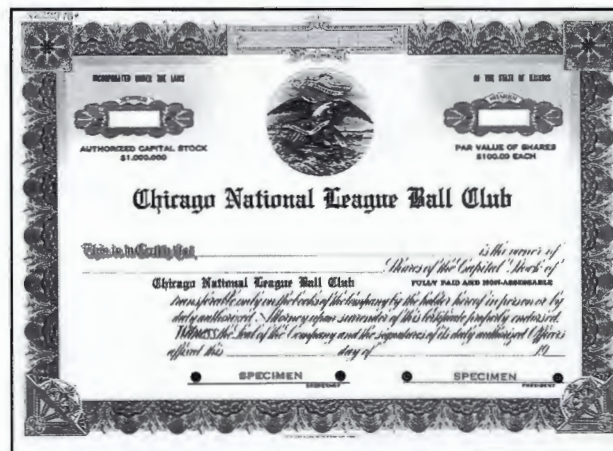 INCORPORATED UNDER THE LAWS
OF THE STATE OF ILLINOIS
NUMBER
SHARES
AUTHORIZED CAPITAL STOCK
$1,000,000
PAR VALUE OF SHARES
$100.00 EACH
Chicago National League Ball Club
This is to Certify that is the owner of
Shares of the Capital Stock of
Chicago National League Ball Club FULLY PAID AND NON-ASSESSABLE
transferable only on the books of the Company by the holder hereof in person or by
duly authorized Attorney upon surrender of this Certificate properly endorsed.
Witness the Seal of the Company and the signatures of its duly authorized Officers
affixed this day of 19
SPECIMEN SPECIMEN
SECRETARY PRESIDENT